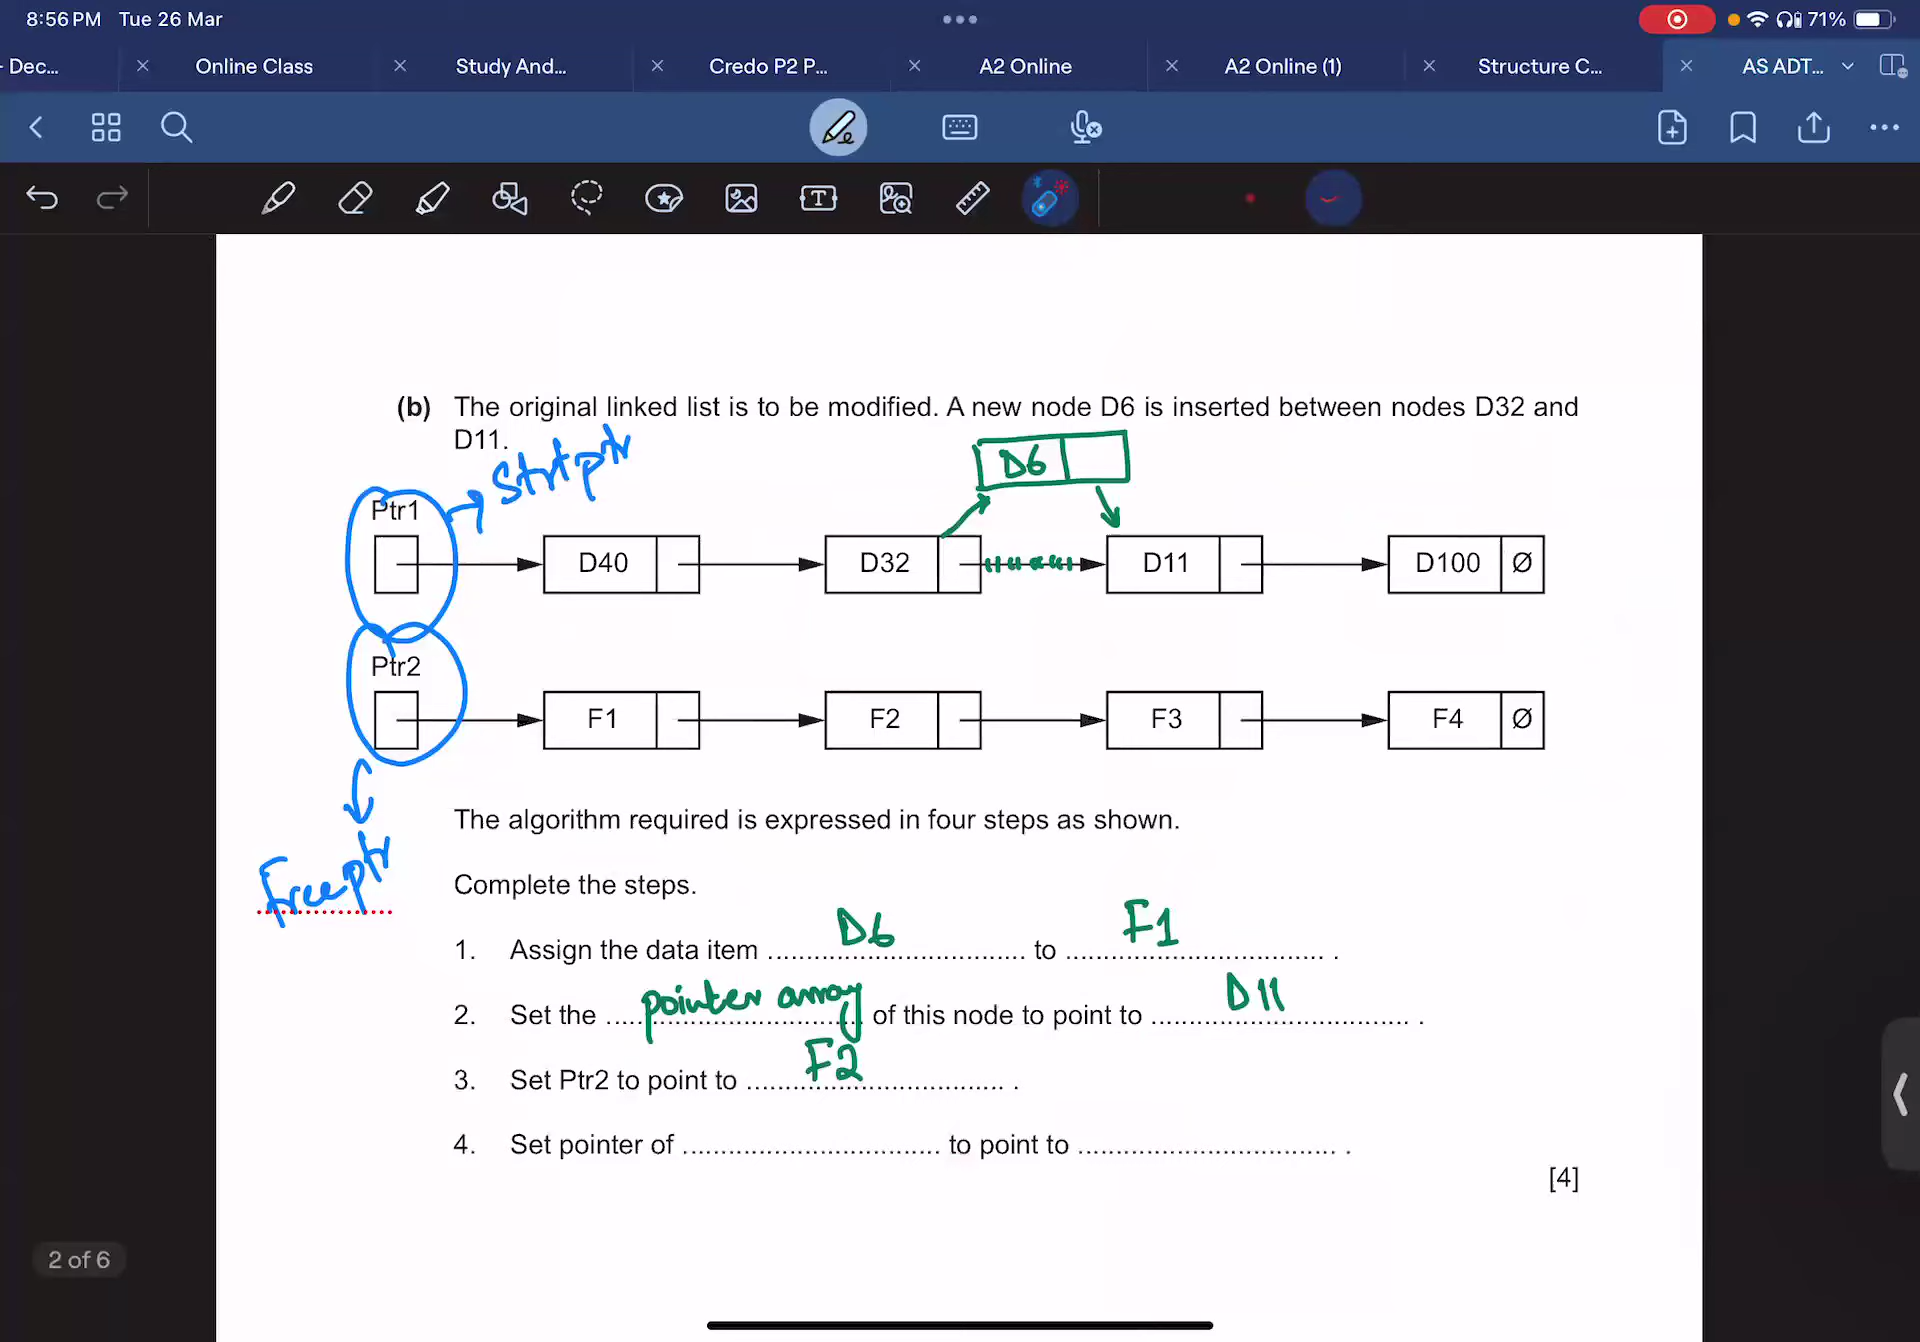 8:56 PM Tue 26 Mar
71%
- Dec...
Online Class
Study And...
Credo P2 P...
A2 Online
A2 Online (1)
Structure C...
AS ADT...
(b) The original linked list is to be modified. A new node D6 is inserted between nodes D32 and
D11.
Strtptr
D6
Ptr1
D40
D32
D11
D100 Ø
Ptr2
F1
F2
F3
F4 Ø
Freeptr
The algorithm required is expressed in four steps as shown.
Complete the steps.
1. Assign the data item D6 to F1 .
2. Set the pointer array of this node to point to D11 .
3. Set Ptr2 to point to F2 .
4. Set pointer of ................................ to point to ................................ .
[4]
2 of 6